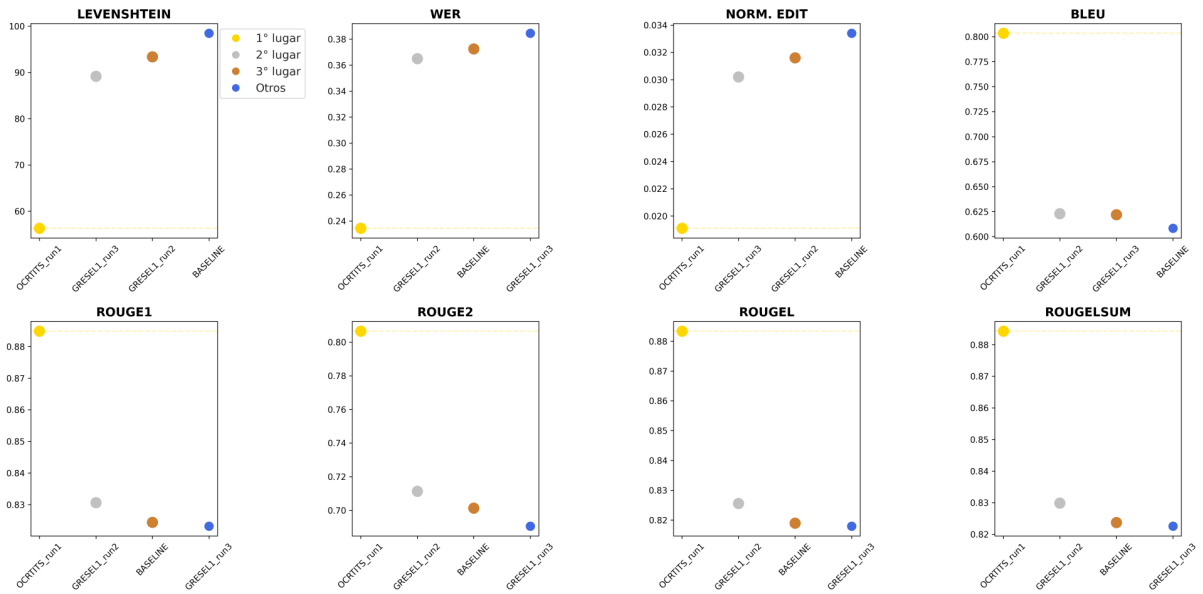 LEVENSHTEIN
100
90
80
70
60
OCRTITS_run1
GRESEL1_run3
GRESEL1_run2
BASELINE
1° lugar
2° lugar
3° lugar
Otros
WER
0.38
0.36
0.34
0.32
0.30
0.28
0.26
0.24
OCRTITS_run1
GRESEL1_run2
BASELINE
GRESEL1_run3
NORM. EDIT
0.034
0.032
0.030
0.028
0.026
0.024
0.022
0.020
OCRTITS_run1
GRESEL1_run3
GRESEL1_run2
BASELINE
BLEU
0.800
0.775
0.750
0.725
0.700
0.675
0.650
0.625
0.600
OCRTITS_run1
GRESEL1_run2
GRESEL1_run3
BASELINE
ROUGE1
0.88
0.87
0.86
0.85
0.84
0.83
OCRTITS_run1
GRESEL1_run2
BASELINE
GRESEL1_run3
ROUGE2
0.80
0.78
0.76
0.74
0.72
0.70
OCRTITS_run1
GRESEL1_run2
BASELINE
GRESEL1_run3
ROUGEL
0.88
0.87
0.86
0.85
0.84
0.83
0.82
OCRTITS_run1
GRESEL1_run2
BASELINE
GRESEL1_run3
ROUGELSUM
0.88
0.87
0.86
0.85
0.84
0.83
0.82
OCRTITS_run1
GRESEL1_run2
BASELINE
GRESEL1_run3